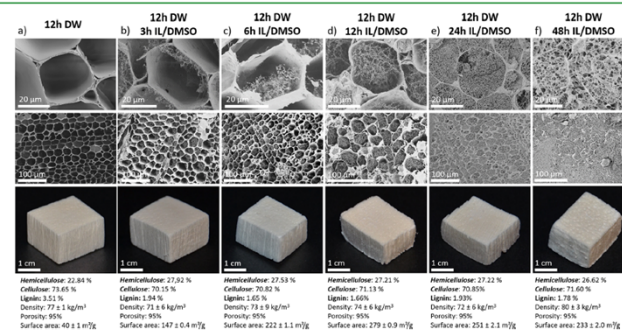 a) 12h DW
b) 12h DW
3h IL/DMSO
c) 12h DW
6h IL/DMSO
d) 12h DW
12h IL/DMSO
e) 12h DW
24h IL/DMSO
f) 12h DW
48h IL/DMSO
20 µm
20 µm
20 µm
20 µm
20 µm
20 µm
100 µm
100 µm
100 µm
100 µm
100 µm
100 µm
1 cm
1 cm
1 cm
1 cm
1 cm
1 cm
Hemicellulose: 22.84 %
Cellulose: 73.65 %
Lignin: 3.51 %
Density: 77 ± 1 kg/m³
Porosity: 95%
Surface area: 40 ± 1 m²/g
Hemicellulose: 27,92 %
Cellulose: 70.15 %
Lignin: 1.94 %
Density: 71 ± 6 kg/m³
Porosity: 95%
Surface area: 147 ± 0.4 m²/g
Hemicellulose: 27.53 %
Cellulose: 70.82 %
Lignin: 1.65 %
Density: 73 ± 9 kg/m³
Porosity: 95%
Surface area: 222 ± 1.1 m²/g
Hemicellulose: 27.21 %
Cellulose: 71.13 %
Lignin: 1.66%
Density: 74 ± 6 kg/m³
Porosity: 95%
Surface area: 279 ± 0.9 m²/g
Hemicellulose: 27.22 %
Cellulose: 70.85%
Lignin: 1.93%
Density: 72 ± 6 kg/m³
Porosity: 95%
Surface area: 251 ± 2.1 m²/g
Hemicellulose: 26.62 %
Cellulose: 71.60 %
Lignin: 1.78 %
Density: 80 ± 3 kg/m³
Porosity: 95%
Surface area: 233 ± 2.0 m²/g